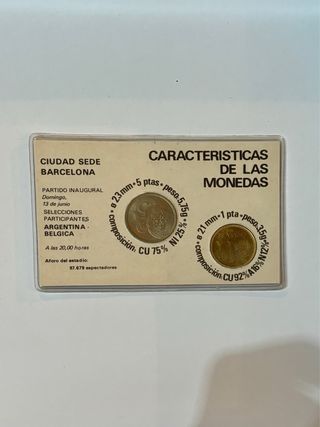 CIUDAD SEDE
BARCELONA
PARTIDO INAUGURAL
Domingo,
13 de junio
SELECCIONES
PARTICIPANTES
ARGENTINA -
BELGICA
A las 20,00 horas
Aforo del estadio:
97.679 espectadores
CARACTERISTICAS
DE LAS
MONEDAS
ø 23 mm • 5 ptas • peso 5,75 g • composición: CU 75% NI 25%
ø 21 mm • 1 pta • peso 3,5 g • composición: CU 92% Al 6% NI 2%